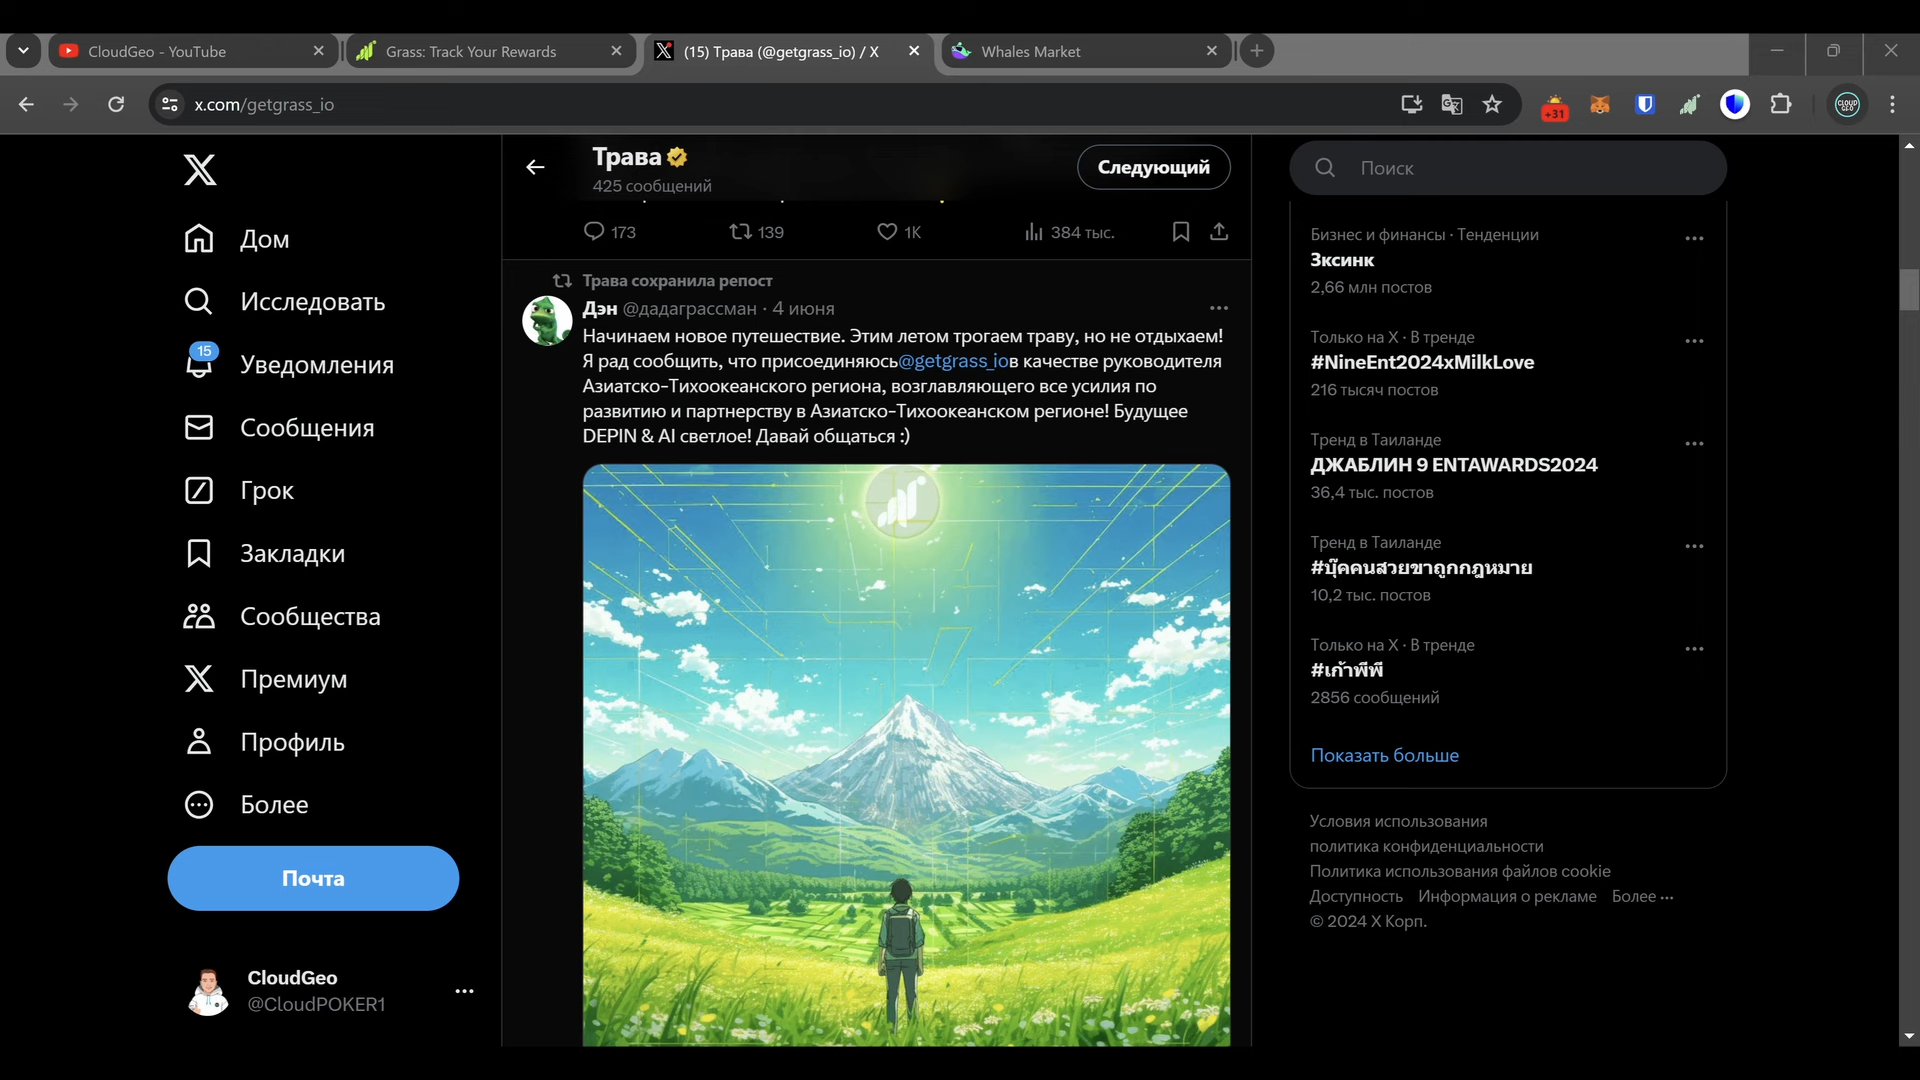 CloudGeo - YouTube
Grass: Track Your Rewards
(15) Трава (@getgrass_io) / X
Whales Market
x.com/getgrass_io
+31
CLOUD GEO
Трава
425 сообщений
Следующий
Поиск
173
139
1K
384 тыс.
Дом
Исследовать
15
Уведомления
Сообщения
Грок
Закладки
Сообщества
Премиум
Профиль
Более
Почта
CloudGeo
@CloudPOKER1
Трава сохранила репост
Дэн @дадаграссман · 4 июня
Начинаем новое путешествие. Этим летом трогаем траву, но не отдыхаем!
Я рад сообщить, что присоединяюсь@getgrass_ioв качестве руководителя
Азиатско-Тихоокеанского региона, возглавляющего все усилия по
развитию и партнерству в Азиатско-Тихоокеанском регионе! Будущее
DEPIN & AI светлое! Давай общаться :)
Бизнес и финансы · Тенденции
Зксинк
2,66 млн постов
Только на X · В тренде
#NineEnt2024xMilkLove
216 тысяч постов
Тренд в Таиланде
ДЖАБЛИН 9 ENTAWARDS2024
36,4 тыс. постов
Тренд в Таиланде
#บุ๊คคนสวยขาถูกกฎหมาย
10,2 тыс. постов
Только на X · В тренде
#เก้าพีพี
2856 сообщений
Показать больше
Условия использования
политика конфиденциальности
Политика использования файлов cookie
Доступность Информация о рекламе Более ···
© 2024 X Корп.